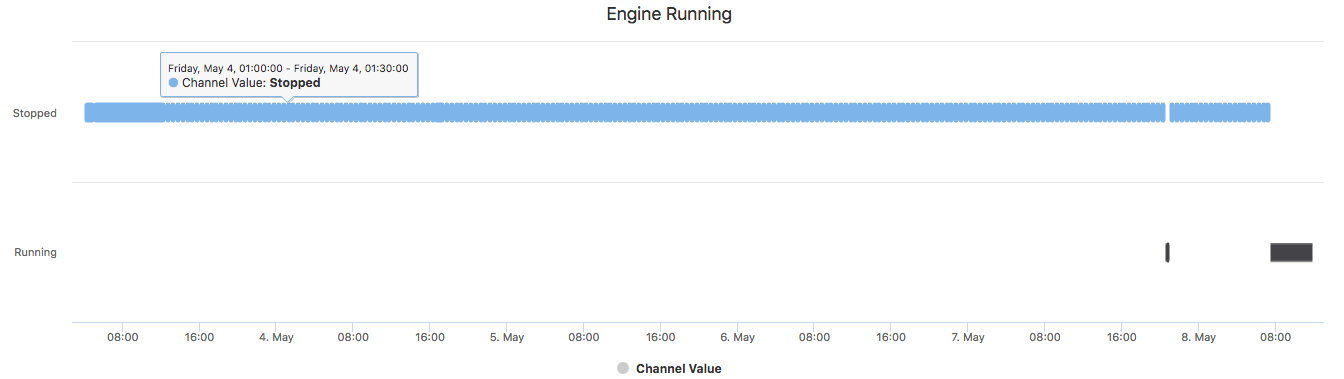 Engine Running
Friday, May 4, 01:00:00 - Friday, May 4, 01:30:00
Channel Value: Stopped
Stopped
Running
08:00 16:00 4. May 08:00 16:00 5. May 08:00 16:00 6. May 08:00 16:00 7. May 08:00 16:00 8. May 08:00
Channel Value